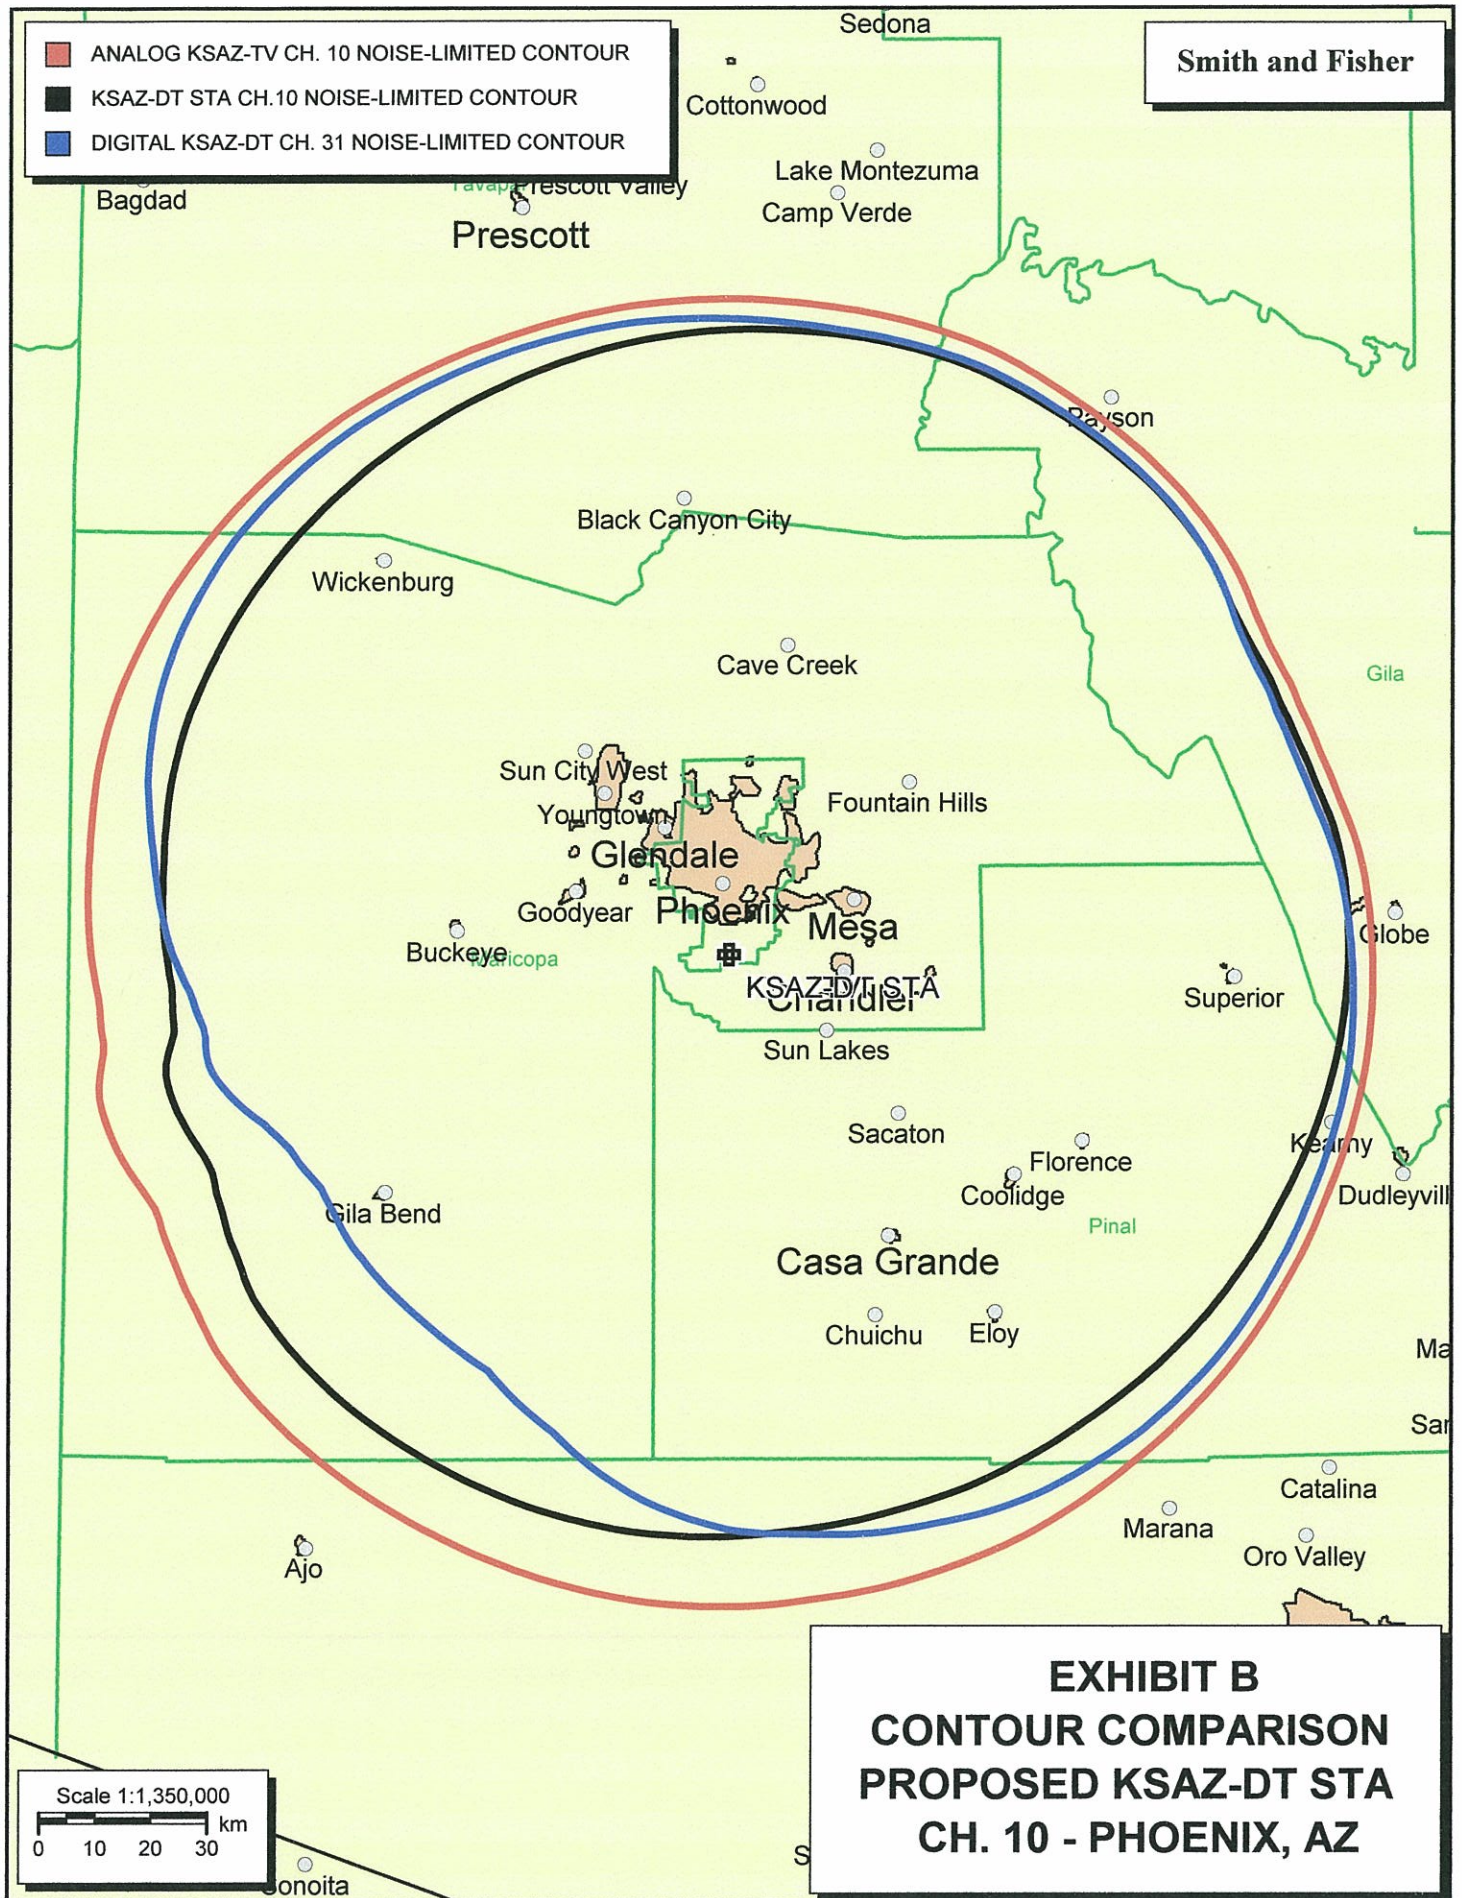 Sedona
ANALOG KSAZ-TV CH. 10 NOISE-LIMITED CONTOUR
KSAZ-DT STA CH.10 NOISE-LIMITED CONTOUR
DIGITAL KSAZ-DT CH. 31 NOISE-LIMITED CONTOUR
Smith and Fisher
Cottonwood
Lake Montezuma
Bagdad
Prescott Valley
Camp Verde
Prescott
Payson
Black Canyon City
Wickenburg
Cave Creek
Gila
Sun City West
Youngtown
Fountain Hills
Glendale
Goodyear
Phoenix
Mesa
Globe
Buckeye
Maricopa
KSAZ-D/T STA
Chandler
Superior
Sun Lakes
Sacaton
Kearny
Florence
Coolidge
Dudleyvill
Gila Bend
Pinal
Casa Grande
Chuichu
Eloy
Ma
Sar
Catalina
Marana
Oro Valley
Ajo
EXHIBIT B
CONTOUR COMPARISON
PROPOSED KSAZ-DT STA
CH. 10 - PHOENIX, AZ
Scale 1:1,350,000
km
0 10 20 30
S
Sonoita